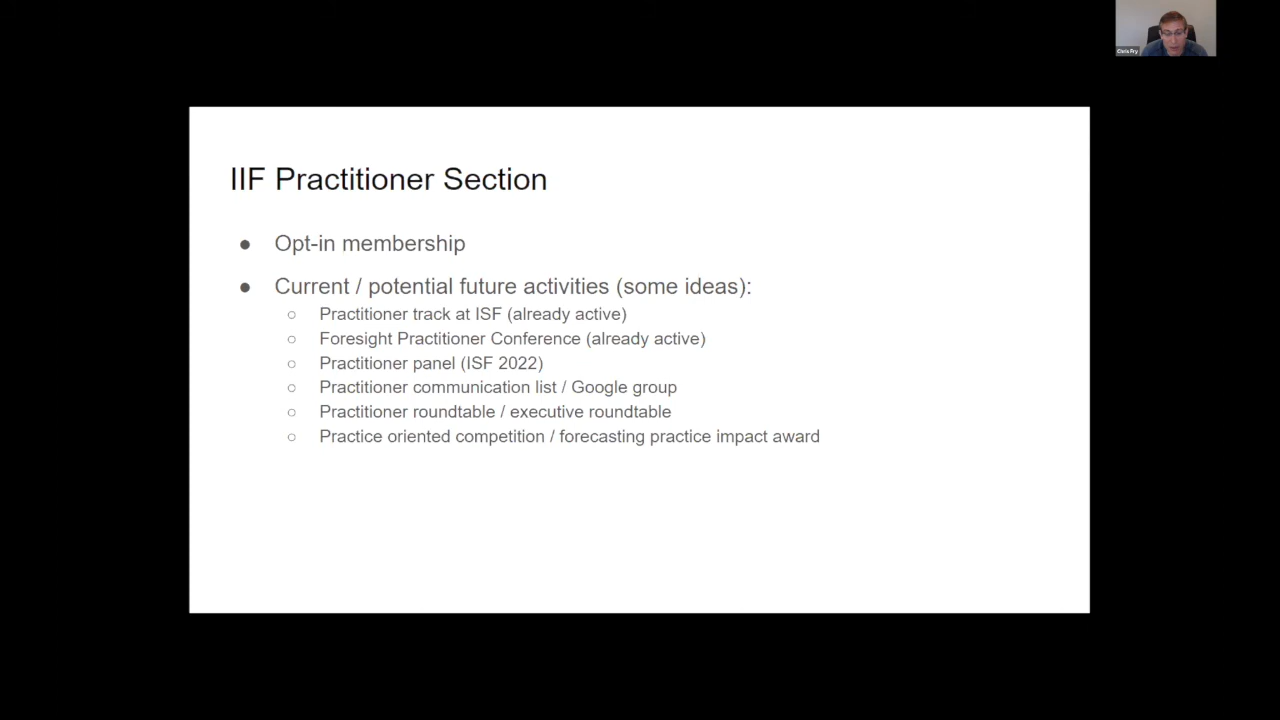 Chris Fry
IIF Practitioner Section
● Opt-in membership
● Current / potential future activities (some ideas):
○ Practitioner track at ISF (already active)
○ Foresight Practitioner Conference (already active)
○ Practitioner panel (ISF 2022)
○ Practitioner communication list / Google group
○ Practitioner roundtable / executive roundtable
○ Practice oriented competition / forecasting practice impact award